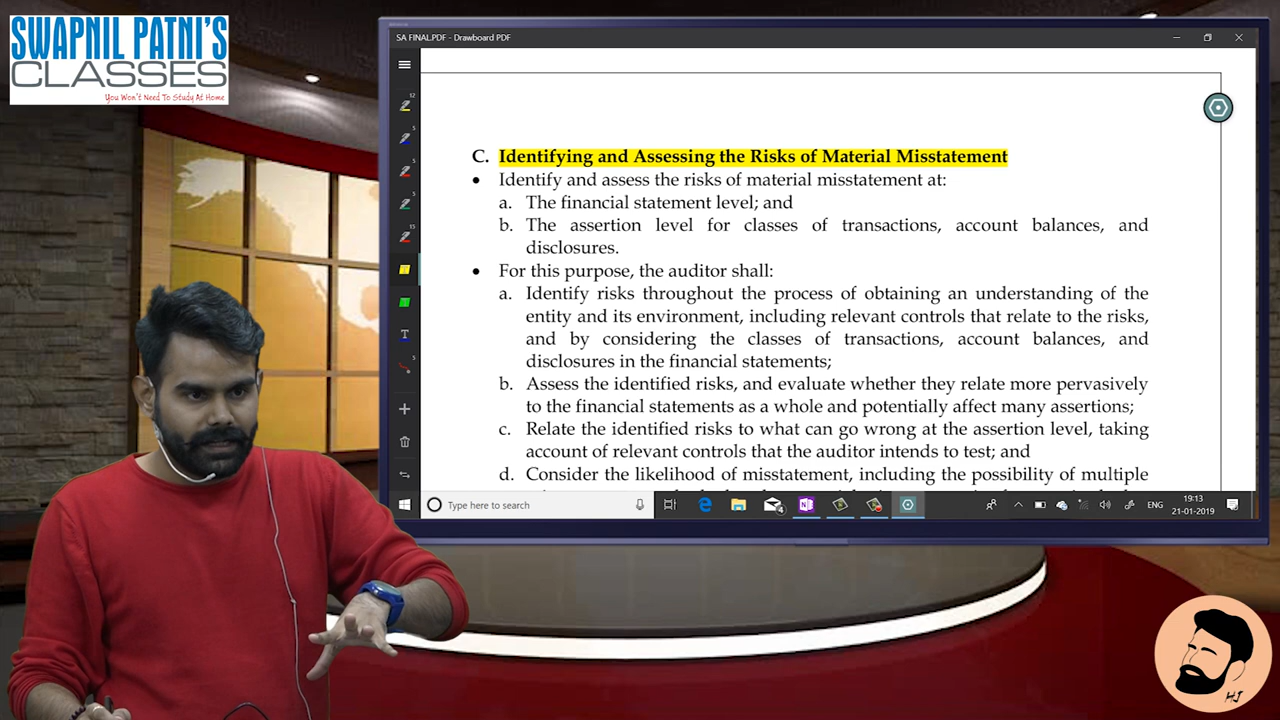 SWAPNIL PATNI'S
CLASSES
You Won't Need To Study At Home
SA FINAL.PDF - Drawboard PDF
C. Identifying and Assessing the Risks of Material Misstatement
• Identify and assess the risks of material misstatement at:
a. The financial statement level; and
b. The assertion level for classes of transactions, account balances, and
disclosures.
• For this purpose, the auditor shall:
a. Identify risks throughout the process of obtaining an understanding of the
entity and its environment, including relevant controls that relate to the risks,
and by considering the classes of transactions, account balances, and
disclosures in the financial statements;
b. Assess the identified risks, and evaluate whether they relate more pervasively
to the financial statements as a whole and potentially affect many assertions;
c. Relate the identified risks to what can go wrong at the assertion level, taking
account of relevant controls that the auditor intends to test; and
d. Consider the likelihood of misstatement, including the possibility of multiple
12
5
5
5
15
T
5
Type here to search
4
ENG
19:13
21-01-2019
HJ